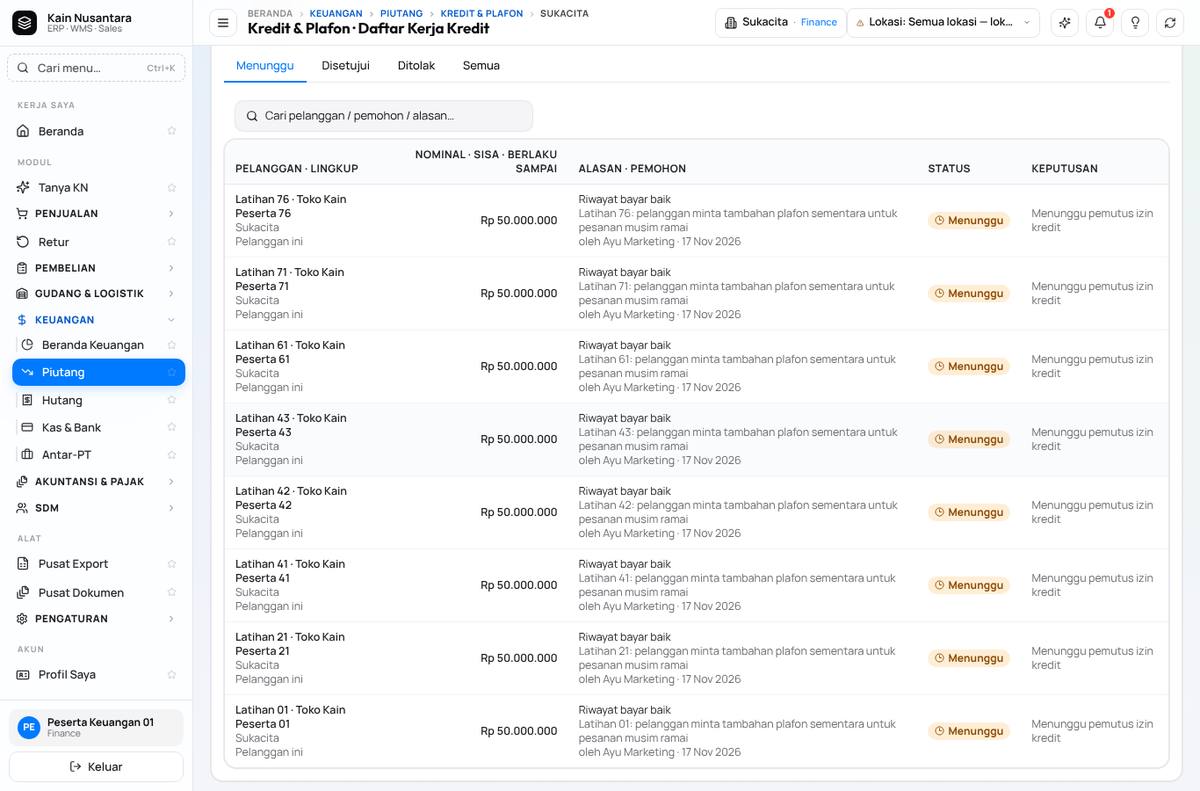 Kain Nusantara
ERP · WMS · Sales
Cari menu...
Ctrl+K
KERJA SAYA
Beranda
MODUL
Tanya KN
PENJUALAN
Retur
PEMBELIAN
GUDANG & LOGISTIK
KEUANGAN
Beranda Keuangan
Piutang
Hutang
Kas & Bank
Antar-PT
AKUNTANSI & PAJAK
SDM
ALAT
Pusat Export
Pusat Dokumen
PENGATURAN
AKUN
Profil Saya
PE
Peserta Keuangan 01
Finance
Keluar
BERANDA > KEUANGAN > PIUTANG > KREDIT & PLAFON > SUKACITA
Kredit & Plafon · Daftar Kerja Kredit
Sukacita · Finance
Lokasi: Semua lokasi — lok...
1
Menunggu
Disetujui
Ditolak
Semua
Cari pelanggan / pemohon / alasan...
PELANGGAN · LINGKUP
NOMINAL · SISA · BERLAKU
SAMPAI
ALASAN · PEMOHON
STATUS
KEPUTUSAN
Latihan 76 · Toko Kain
Peserta 76
Sukacita
Pelanggan ini
Rp 50.000.000
Riwayat bayar baik
Latihan 76: pelanggan minta tambahan plafon sementara untuk
pesanan musim ramai
oleh Ayu Marketing · 17 Nov 2026
Menunggu
Menunggu pemutus izin
kredit
Latihan 71 · Toko Kain
Peserta 71
Sukacita
Pelanggan ini
Rp 50.000.000
Riwayat bayar baik
Latihan 71: pelanggan minta tambahan plafon sementara untuk
pesanan musim ramai
oleh Ayu Marketing · 17 Nov 2026
Menunggu
Menunggu pemutus izin
kredit
Latihan 61 · Toko Kain
Peserta 61
Sukacita
Pelanggan ini
Rp 50.000.000
Riwayat bayar baik
Latihan 61: pelanggan minta tambahan plafon sementara untuk
pesanan musim ramai
oleh Ayu Marketing · 17 Nov 2026
Menunggu
Menunggu pemutus izin
kredit
Latihan 43 · Toko Kain
Peserta 43
Sukacita
Pelanggan ini
Rp 50.000.000
Riwayat bayar baik
Latihan 43: pelanggan minta tambahan plafon sementara untuk
pesanan musim ramai
oleh Ayu Marketing · 17 Nov 2026
Menunggu
Menunggu pemutus izin
kredit
Latihan 42 · Toko Kain
Peserta 42
Sukacita
Pelanggan ini
Rp 50.000.000
Riwayat bayar baik
Latihan 42: pelanggan minta tambahan plafon sementara untuk
pesanan musim ramai
oleh Ayu Marketing · 17 Nov 2026
Menunggu
Menunggu pemutus izin
kredit
Latihan 41 · Toko Kain
Peserta 41
Sukacita
Pelanggan ini
Rp 50.000.000
Riwayat bayar baik
Latihan 41: pelanggan minta tambahan plafon sementara untuk
pesanan musim ramai
oleh Ayu Marketing · 17 Nov 2026
Menunggu
Menunggu pemutus izin
kredit
Latihan 21 · Toko Kain
Peserta 21
Sukacita
Pelanggan ini
Rp 50.000.000
Riwayat bayar baik
Latihan 21: pelanggan minta tambahan plafon sementara untuk
pesanan musim ramai
oleh Ayu Marketing · 17 Nov 2026
Menunggu
Menunggu pemutus izin
kredit
Latihan 01 · Toko Kain
Peserta 01
Sukacita
Pelanggan ini
Rp 50.000.000
Riwayat bayar baik
Latihan 01: pelanggan minta tambahan plafon sementara untuk
pesanan musim ramai
oleh Ayu Marketing · 17 Nov 2026
Menunggu
Menunggu pemutus izin
kredit